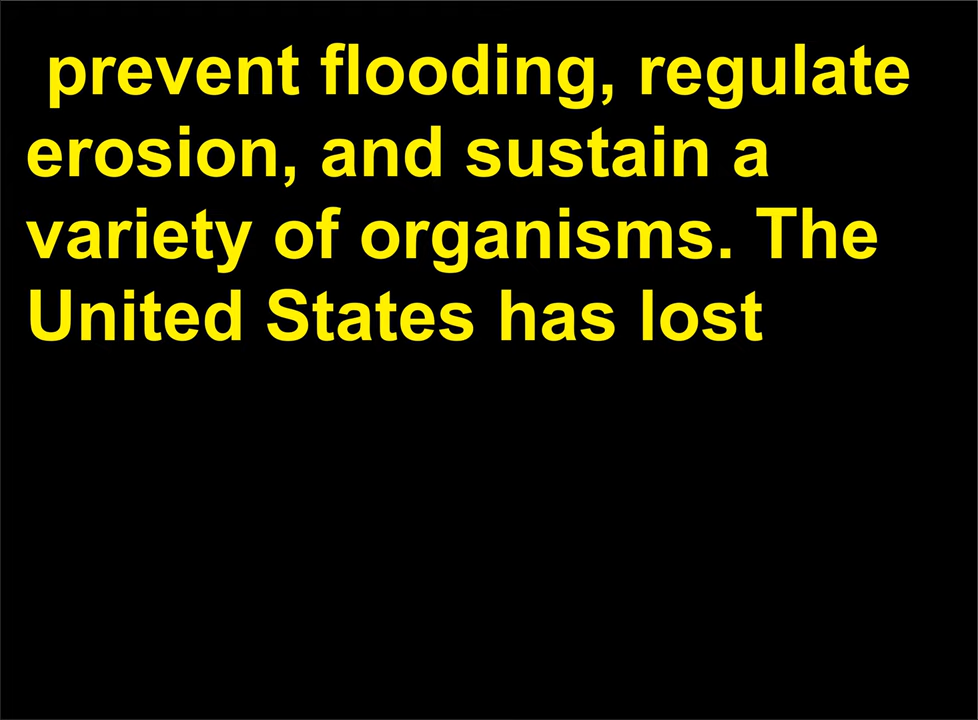 prevent flooding, regulate
erosion, and sustain a
variety of organisms. The
United States has lost